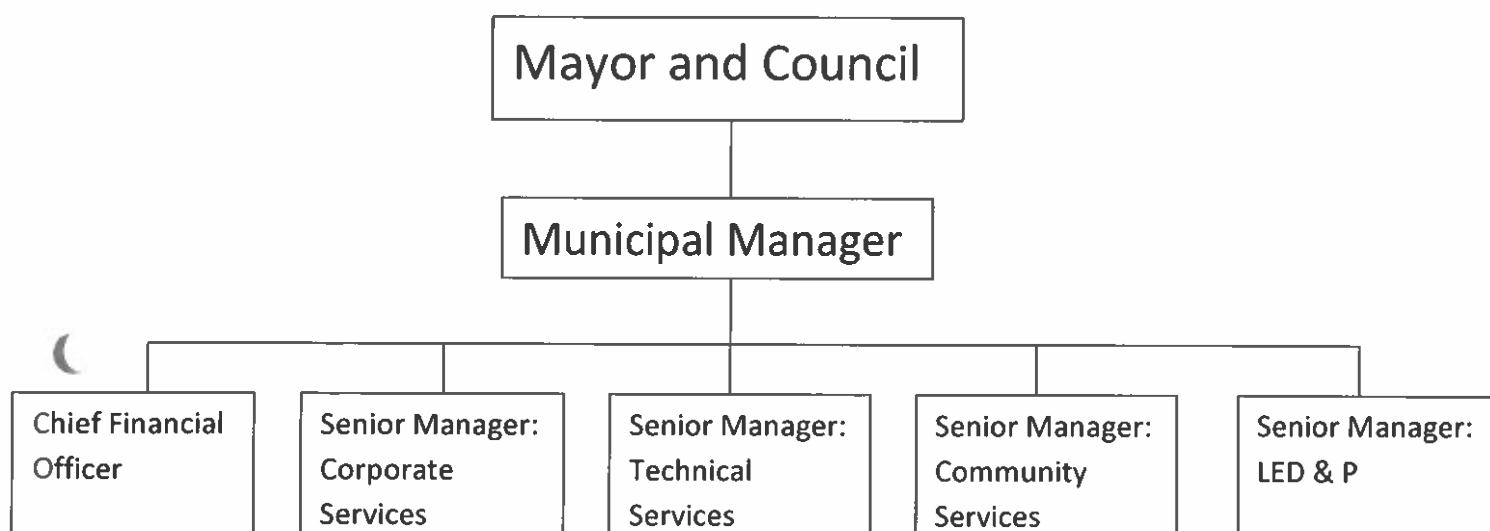 Mayor and Council
Municipal Manager
Chief Financial
Officer
Senior Manager:
Corporate
Services
Senior Manager:
Technical
Services
Senior Manager:
Community
Services
Senior Manager:
LED & P